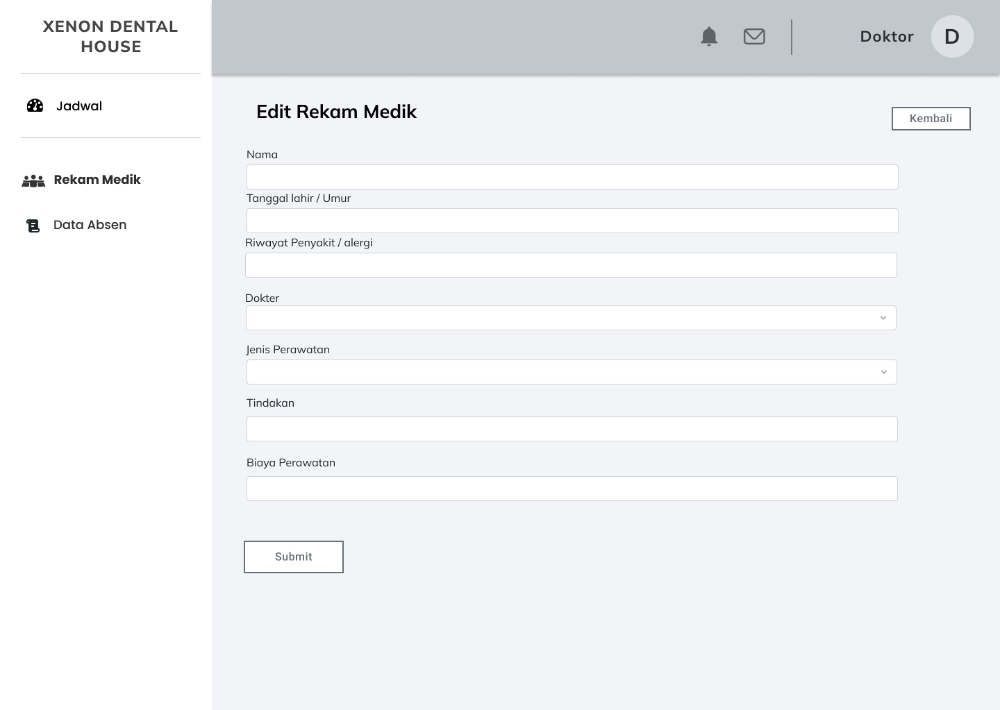 XENON DENTAL
HOUSE
Doktor
D
Jadwal
Rekam Medik
Data Absen
Edit Rekam Medik
Kembali
Nama
Tanggal lahir / Umur
Riwayat Penyakit / alergi
Dokter
Jenis Perawatan
Tindakan
Biaya Perawatan
Submit